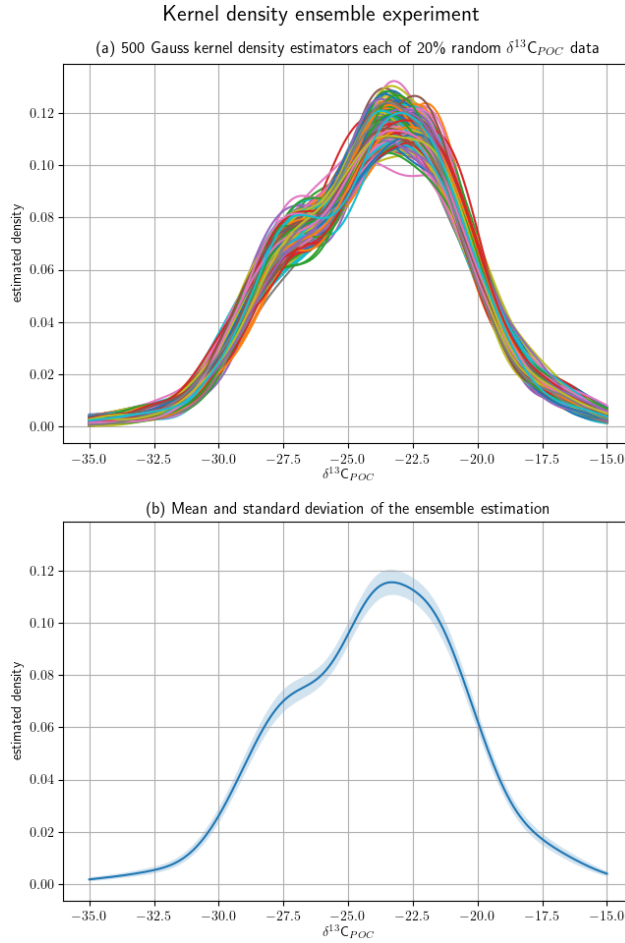 Kernel density ensemble experiment
(a) 500 Gauss kernel density estimators each of 20% random δ¹³C_POC data
estimated density
0.12
0.10
0.08
0.06
0.04
0.02
0.00
−35.0 −32.5 −30.0 −27.5 −25.0 −22.5 −20.0 −17.5 −15.0
δ¹³C_POC
(b) Mean and standard deviation of the ensemble estimation
estimated density
0.12
0.10
0.08
0.06
0.04
0.02
0.00
−35.0 −32.5 −30.0 −27.5 −25.0 −22.5 −20.0 −17.5 −15.0
δ¹³C_POC